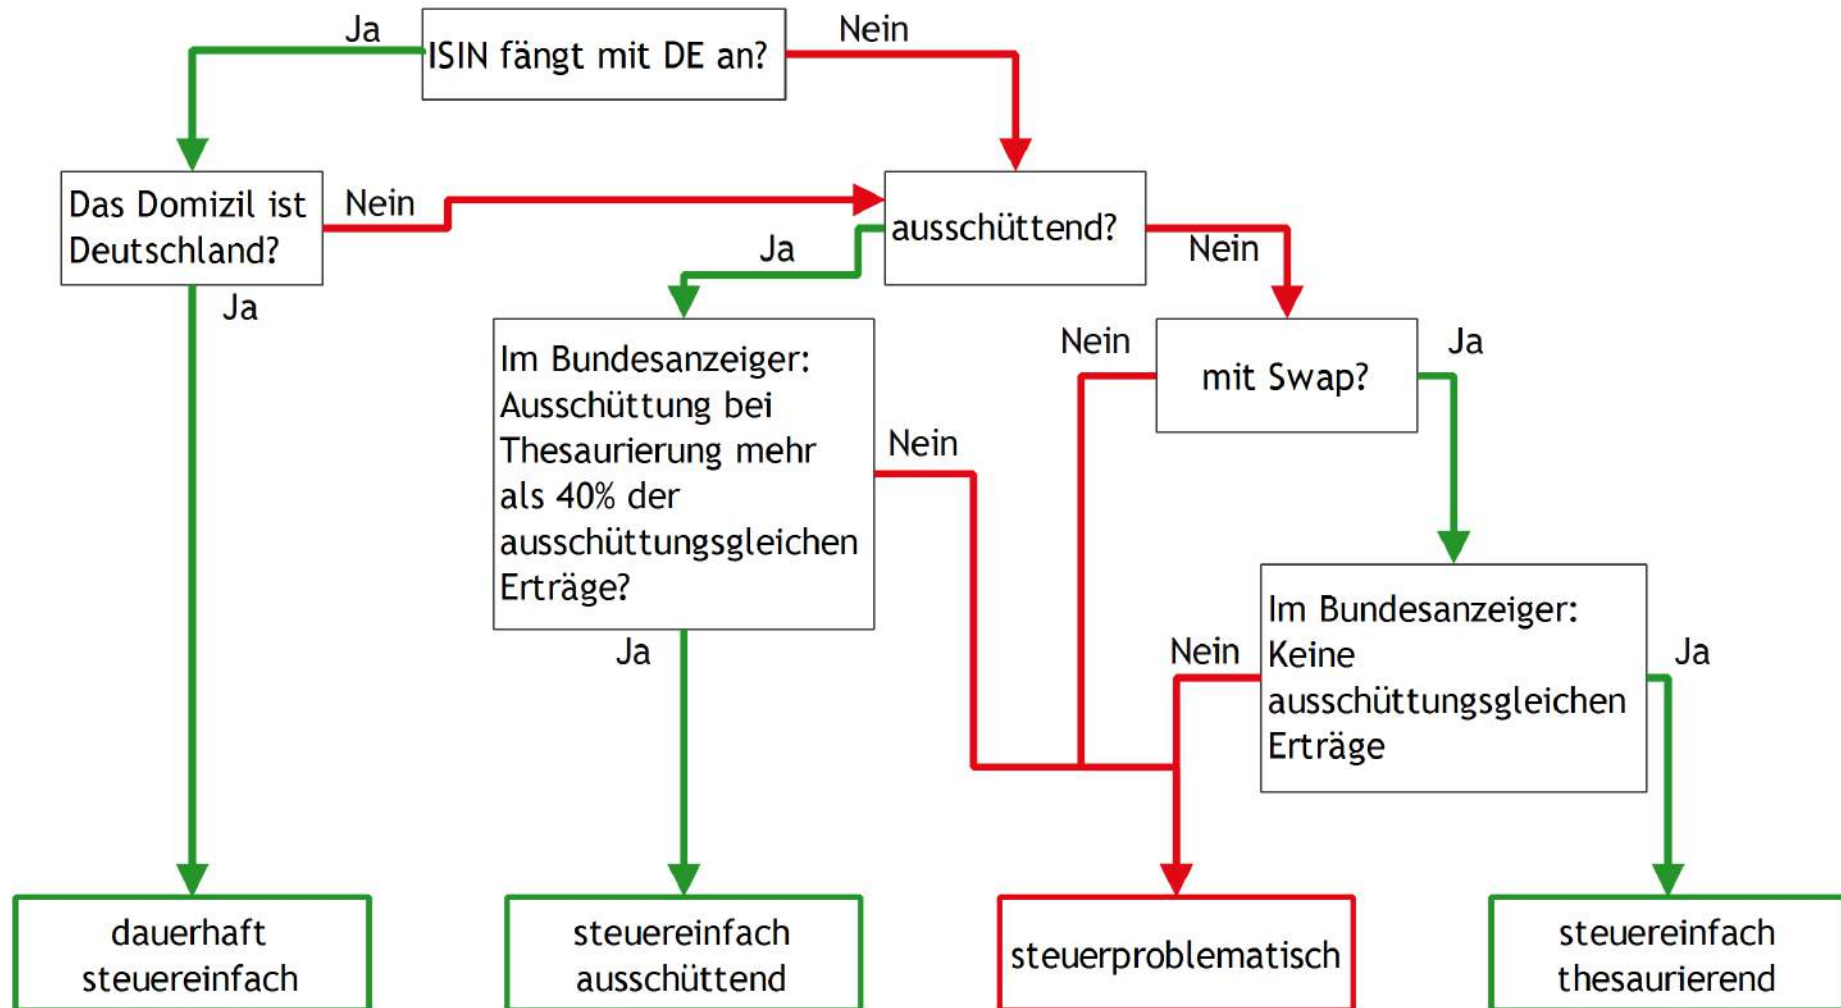 Ja
ISIN fängt mit DE an?
Nein
Das Domizil ist
Deutschland?
Nein
Ja
ausschüttend?
Ja
Nein
Im Bundesanzeiger:
Ausschüttung bei
Thesaurierung mehr
als 40% der
ausschüttungsgleichen
Erträge?
Nein
Ja
Nein
mit Swap?
Ja
Im Bundesanzeiger:
Keine
ausschüttungsgleichen
Erträge
Nein
Ja
dauerhaft
steuereinfach
steuereinfach
ausschüttend
steuerproblematisch
steuereinfach
thesaurierend